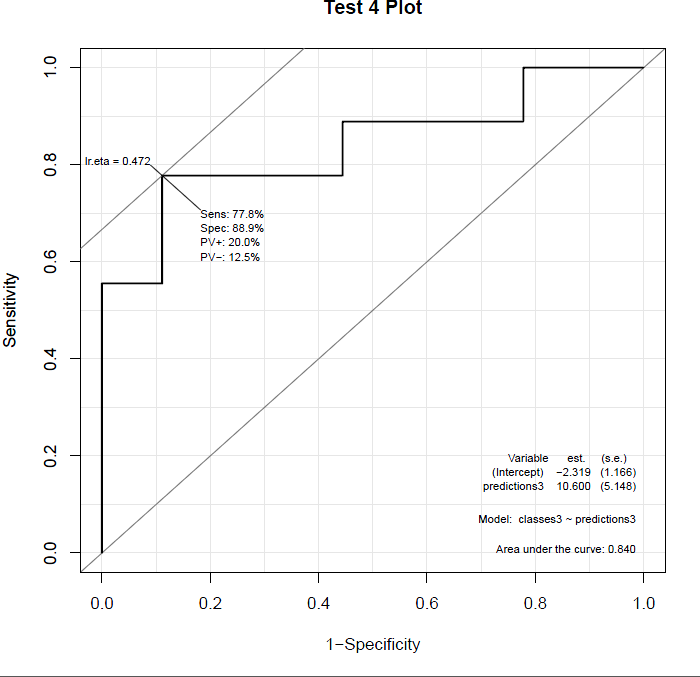 Test 4 Plot
1.0
0.8
0.6
0.4
0.2
0.0
Sensitivity
lr.eta = 0.472
Sens: 77.8%
Spec: 88.9%
PV+: 20.0%
PV−: 12.5%
Variable est. (s.e.)
(Intercept) −2.319 (1.166)
predictions3 10.600 (5.148)
Model: classes3 ~ predictions3
Area under the curve: 0.840
0.0 0.2 0.4 0.6 0.8 1.0
1−Specificity